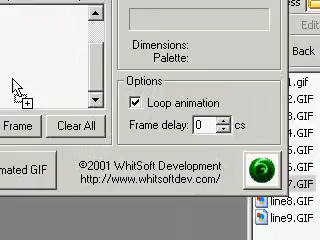 ess
Edit
Dimensions:
Palette:
Back
Options
1.gif
Loop animation
2.GIF
3.GIF
Frame
Clear All
Frame delay: 0 cs
4.GIF
5.GIF
mated GIF
©2001 WhitSoft Development
http://www.whitsoftdev.com/
6.GIF
7.GIF
line8.GIF
line9.GIF